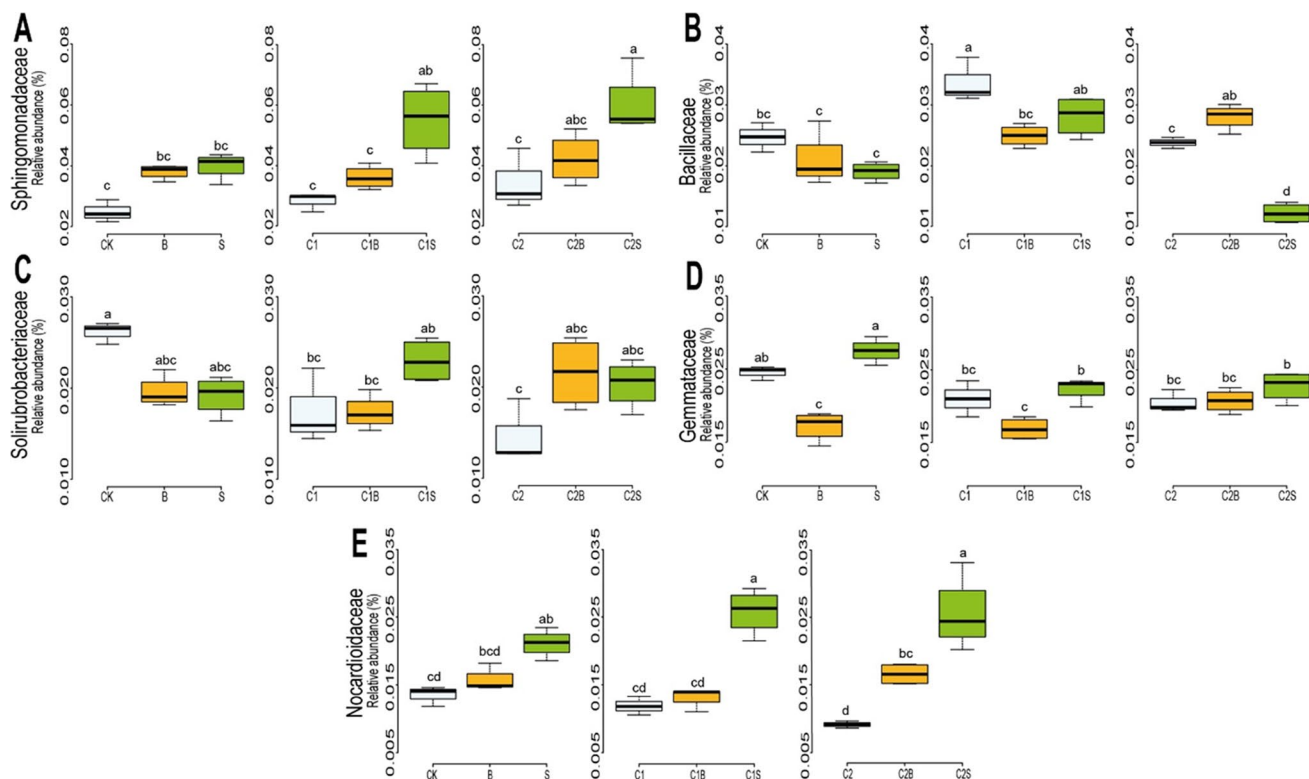 A
Sphingomonadaceae
Relative abundance (%)
0.08
0.06
0.04
0.02
c
bc
bc
CK
B
S
0.08
0.06
0.04
0.02
c
c
ab
C1
C1B
C1S
0.08
0.06
0.04
0.02
c
abc
a
C2
C2B
C2S
B
Bacillaceae
Relative abundance (%)
0.04
0.03
0.02
0.01
bc
c
c
CK
B
S
0.04
0.03
0.02
0.01
a
bc
ab
C1
C1B
C1S
0.04
0.03
0.02
0.01
c
ab
d
C2
C2B
C2S
C
Solirubrobacteriaceae
Relative abundance (%)
0.030
0.020
0.010
a
abc
abc
CK
B
S
0.030
0.020
0.010
bc
bc
ab
C1
C1B
C1S
0.030
0.020
0.010
c
abc
abc
C2
C2B
C2S
D
Gemmataceae
Relative abundance (%)
0.035
0.025
0.015
ab
c
a
CK
B
S
0.035
0.025
0.015
bc
c
b
C1
C1B
C1S
0.035
0.025
0.015
bc
bc
b
C2
C2B
C2S
E
Nocardioidaceae
Relative abundance (%)
0.035
0.025
0.015
0.005
cd
bcd
ab
CK
B
S
0.035
0.025
0.015
0.005
cd
cd
a
C1
C1B
C1S
0.035
0.025
0.015
0.005
d
bc
a
C2
C2B
C2S